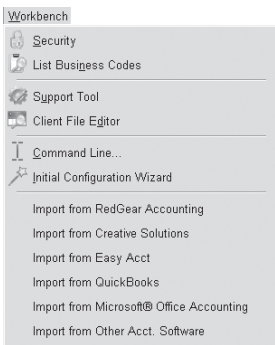 Workbench
Security
List Business Codes
Support Tool
Client File Editor
Command Line...
Initial Configuration Wizard
Import from RedGear Accounting
Import from Creative Solutions
Import from Easy Acct
Import from QuickBooks
Import from Microsoft® Office Accounting
Import from Other Acct. Software